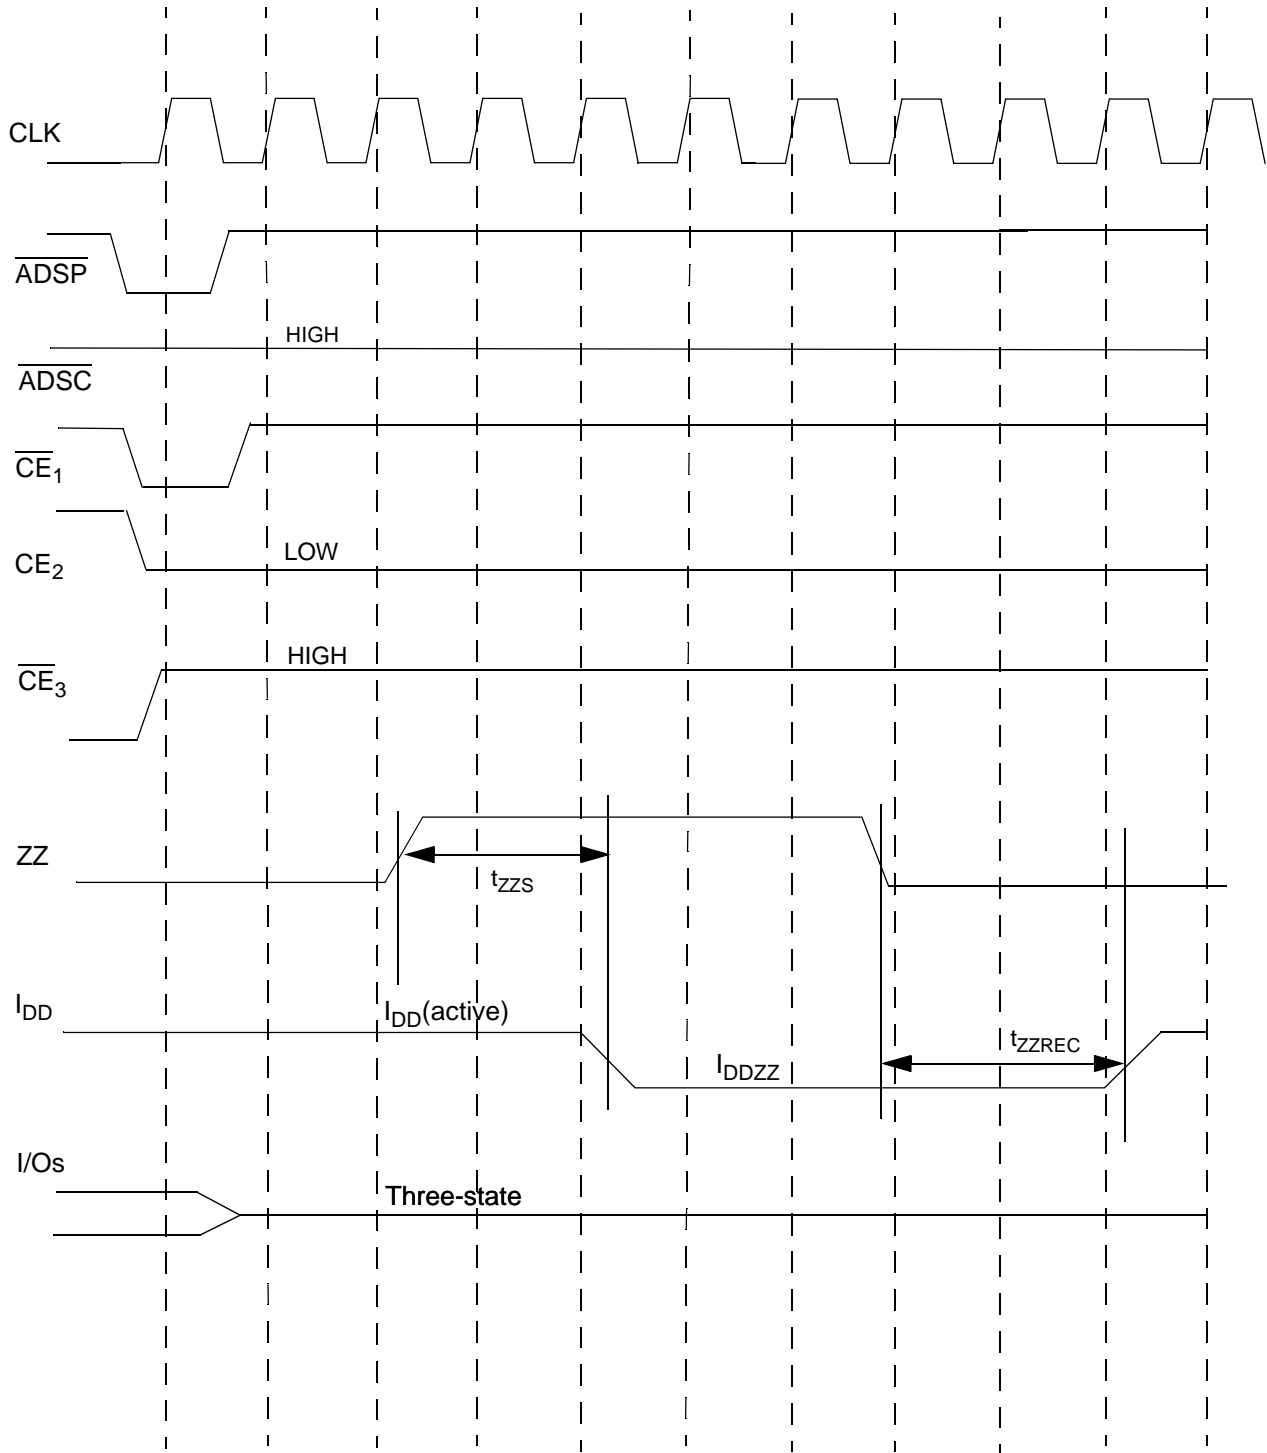 CLK
ADSP
HIGH
ADSC
CE1
LOW
CE2
HIGH
CE3
ZZ
tZZS
IDD
IDD(active)
tZZREC
IDDZZ
I/Os
Three-state